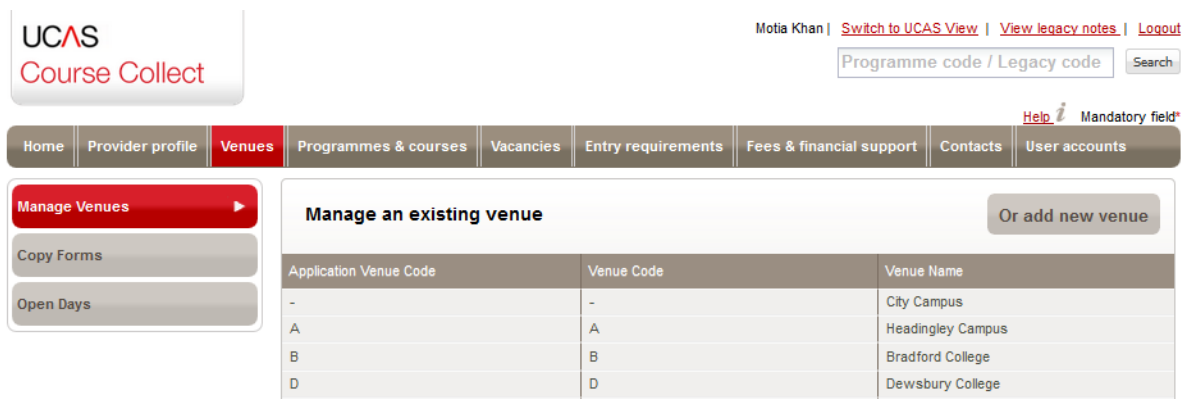 UCAS
Course Collect
Motia Khan | Switch to UCAS View | View legacy notes | Logout
Programme code / Legacy code Search
Help i Mandatory field*
Home Provider profile Venues Programmes & courses Vacancies Entry requirements Fees & financial support Contacts User accounts
Manage Venues
Copy Forms
Open Days
Manage an existing venue Or add new venue
Application Venue Code Venue Code Venue Name
- - City Campus
A A Headingley Campus
B B Bradford College
D D Dewsbury College